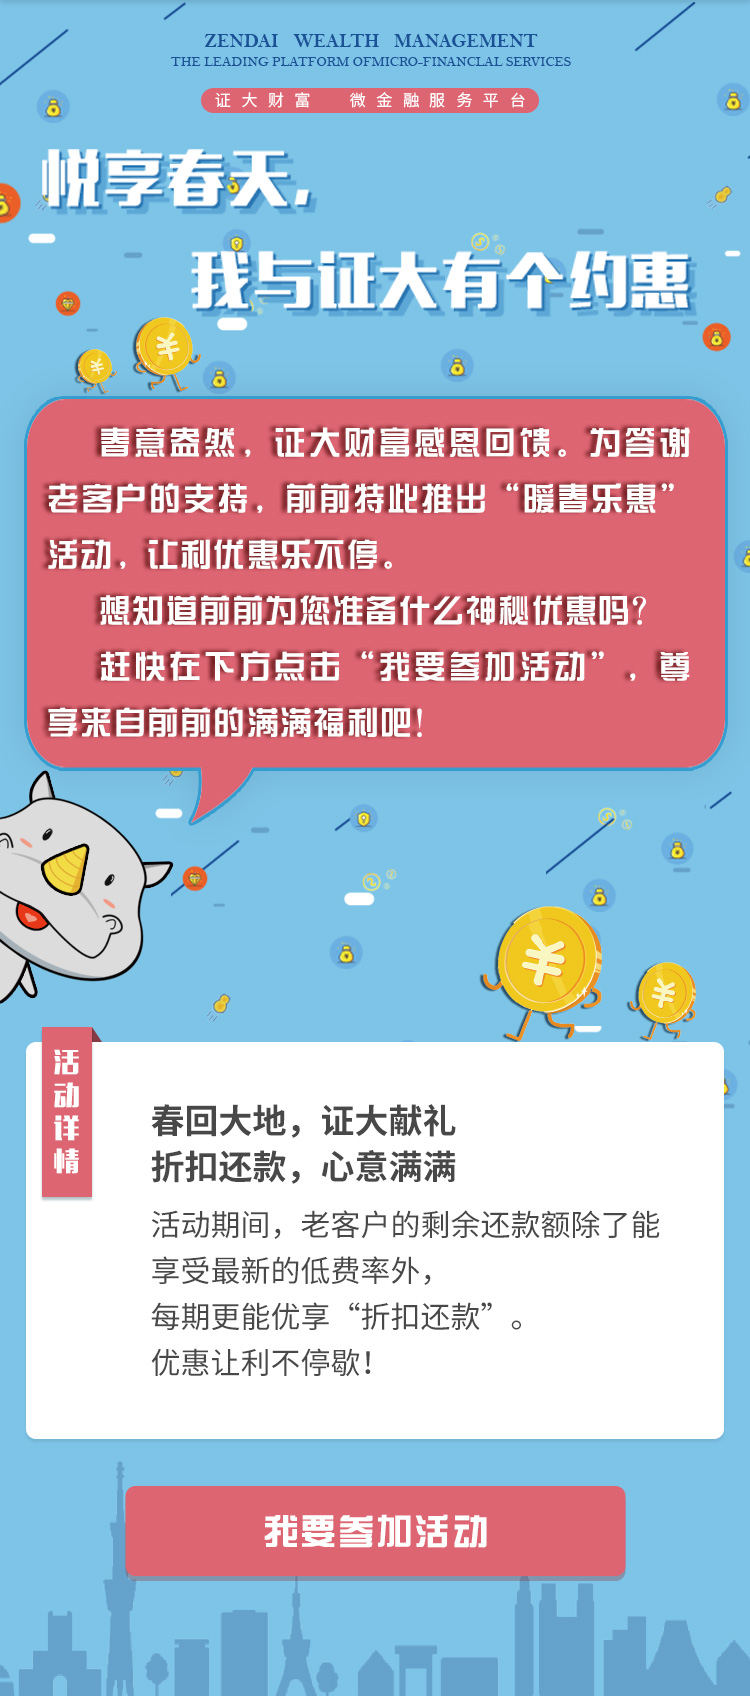 ZENDAI WEALTH MANAGEMENT
THE LEADING PLATFORM OFMICRO-FINANCLAL SERVICES
证大财富 微金融服务平台
悦享春天，
我与证大有个约惠
春意盎然，证大财富感恩回馈。为答谢
老客户的支持，前前特此推出“暖春乐惠”
活动，让利优惠乐不停。
想知道前前为您准备什么神秘优惠吗？
赶快在下方点击“我要参加活动”，尊
享来自前前的满满福利吧！
活动详情
春回大地，证大献礼
折扣还款，心意满满
活动期间，老客户的剩余还款额除了能
享受最新的低费率外，
每期更能优享“折扣还款”。
优惠让利不停歇！
我要参加活动